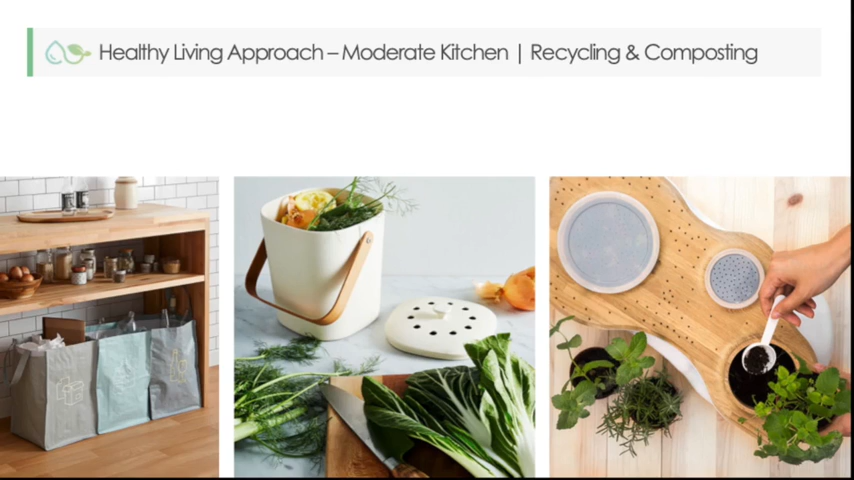 Healthy Living Approach – Moderate Kitchen | Recycling & Composting